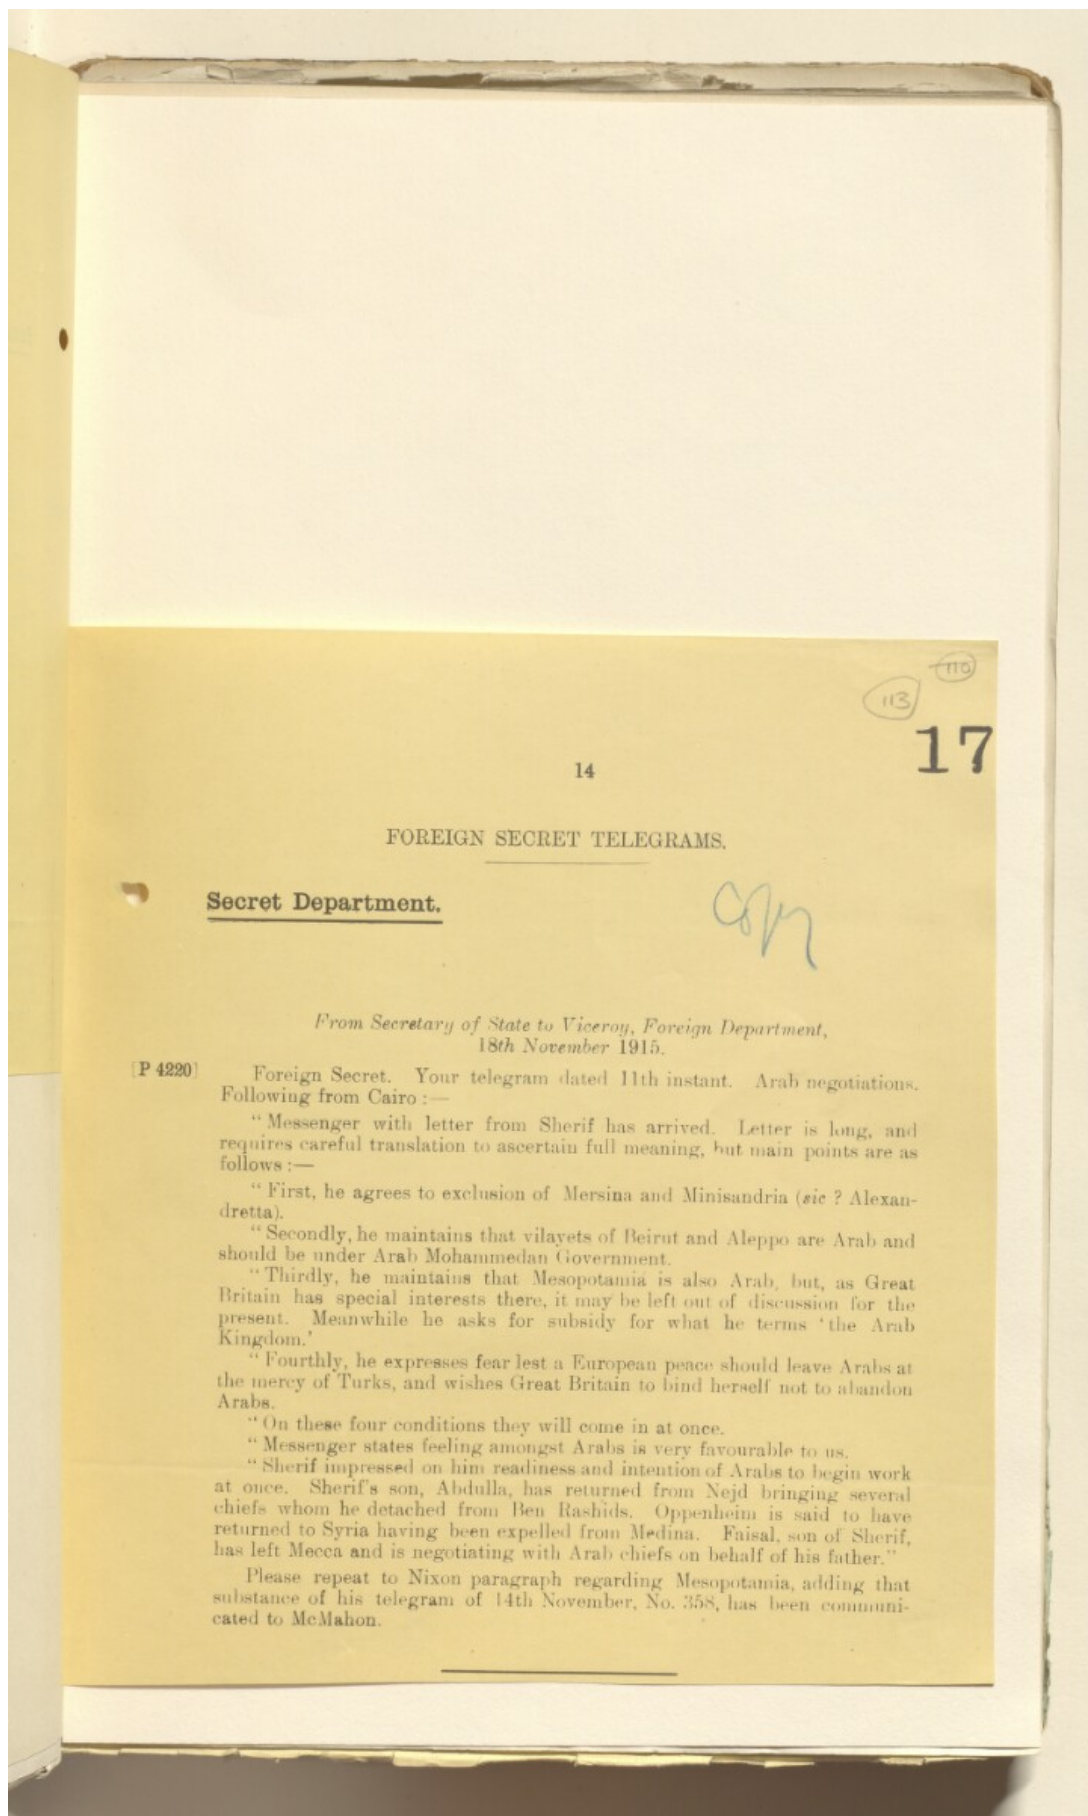 110
113
17
14
FOREIGN SECRET TELEGRAMS.
Secret Department.
Copy
From Secretary of State to Viceroy, Foreign Department,
18th November 1915.
[P 4220]
Foreign Secret. Your telegram dated 11th instant. Arab negotiations.
Following from Cairo :—
“ Messenger with letter from Sherif has arrived. Letter is long, and
requires careful translation to ascertain full meaning, but main points are as
follows :—
“ First, he agrees to exclusion of Mersina and Minisandria (sic ? Alexan-
dretta).
“ Secondly, he maintains that vilayets of Beirut and Aleppo are Arab and
should be under Arab Mohammedan Government.
“ Thirdly, he maintains that Mesopotamia is also Arab, but, as Great
Britain has special interests there, it may be left out of discussion for the
present. Meanwhile he asks for subsidy for what he terms ‘ the Arab
Kingdom.’
“ Fourthly, he expresses fear lest a European peace should leave Arabs at
the mercy of Turks, and wishes Great Britain to bind herself not to abandon
Arabs.
“ On these four conditions they will come in at once.
“ Messenger states feeling amongst Arabs is very favourable to us.
“ Sherif impressed on him readiness and intention of Arabs to begin work
at once. Sherif's son, Abdulla, has returned from Nejd bringing several
chiefs whom he detached from Ben Rashids. Oppenheim is said to have
returned to Syria having been expelled from Medina. Faisal, son of Sherif,
has left Mecca and is negotiating with Arab chiefs on behalf of his father.”
Please repeat to Nixon paragraph regarding Mesopotamia, adding that
substance of his telegram of 14th November, No. 358, has been communi-
cated to McMahon.